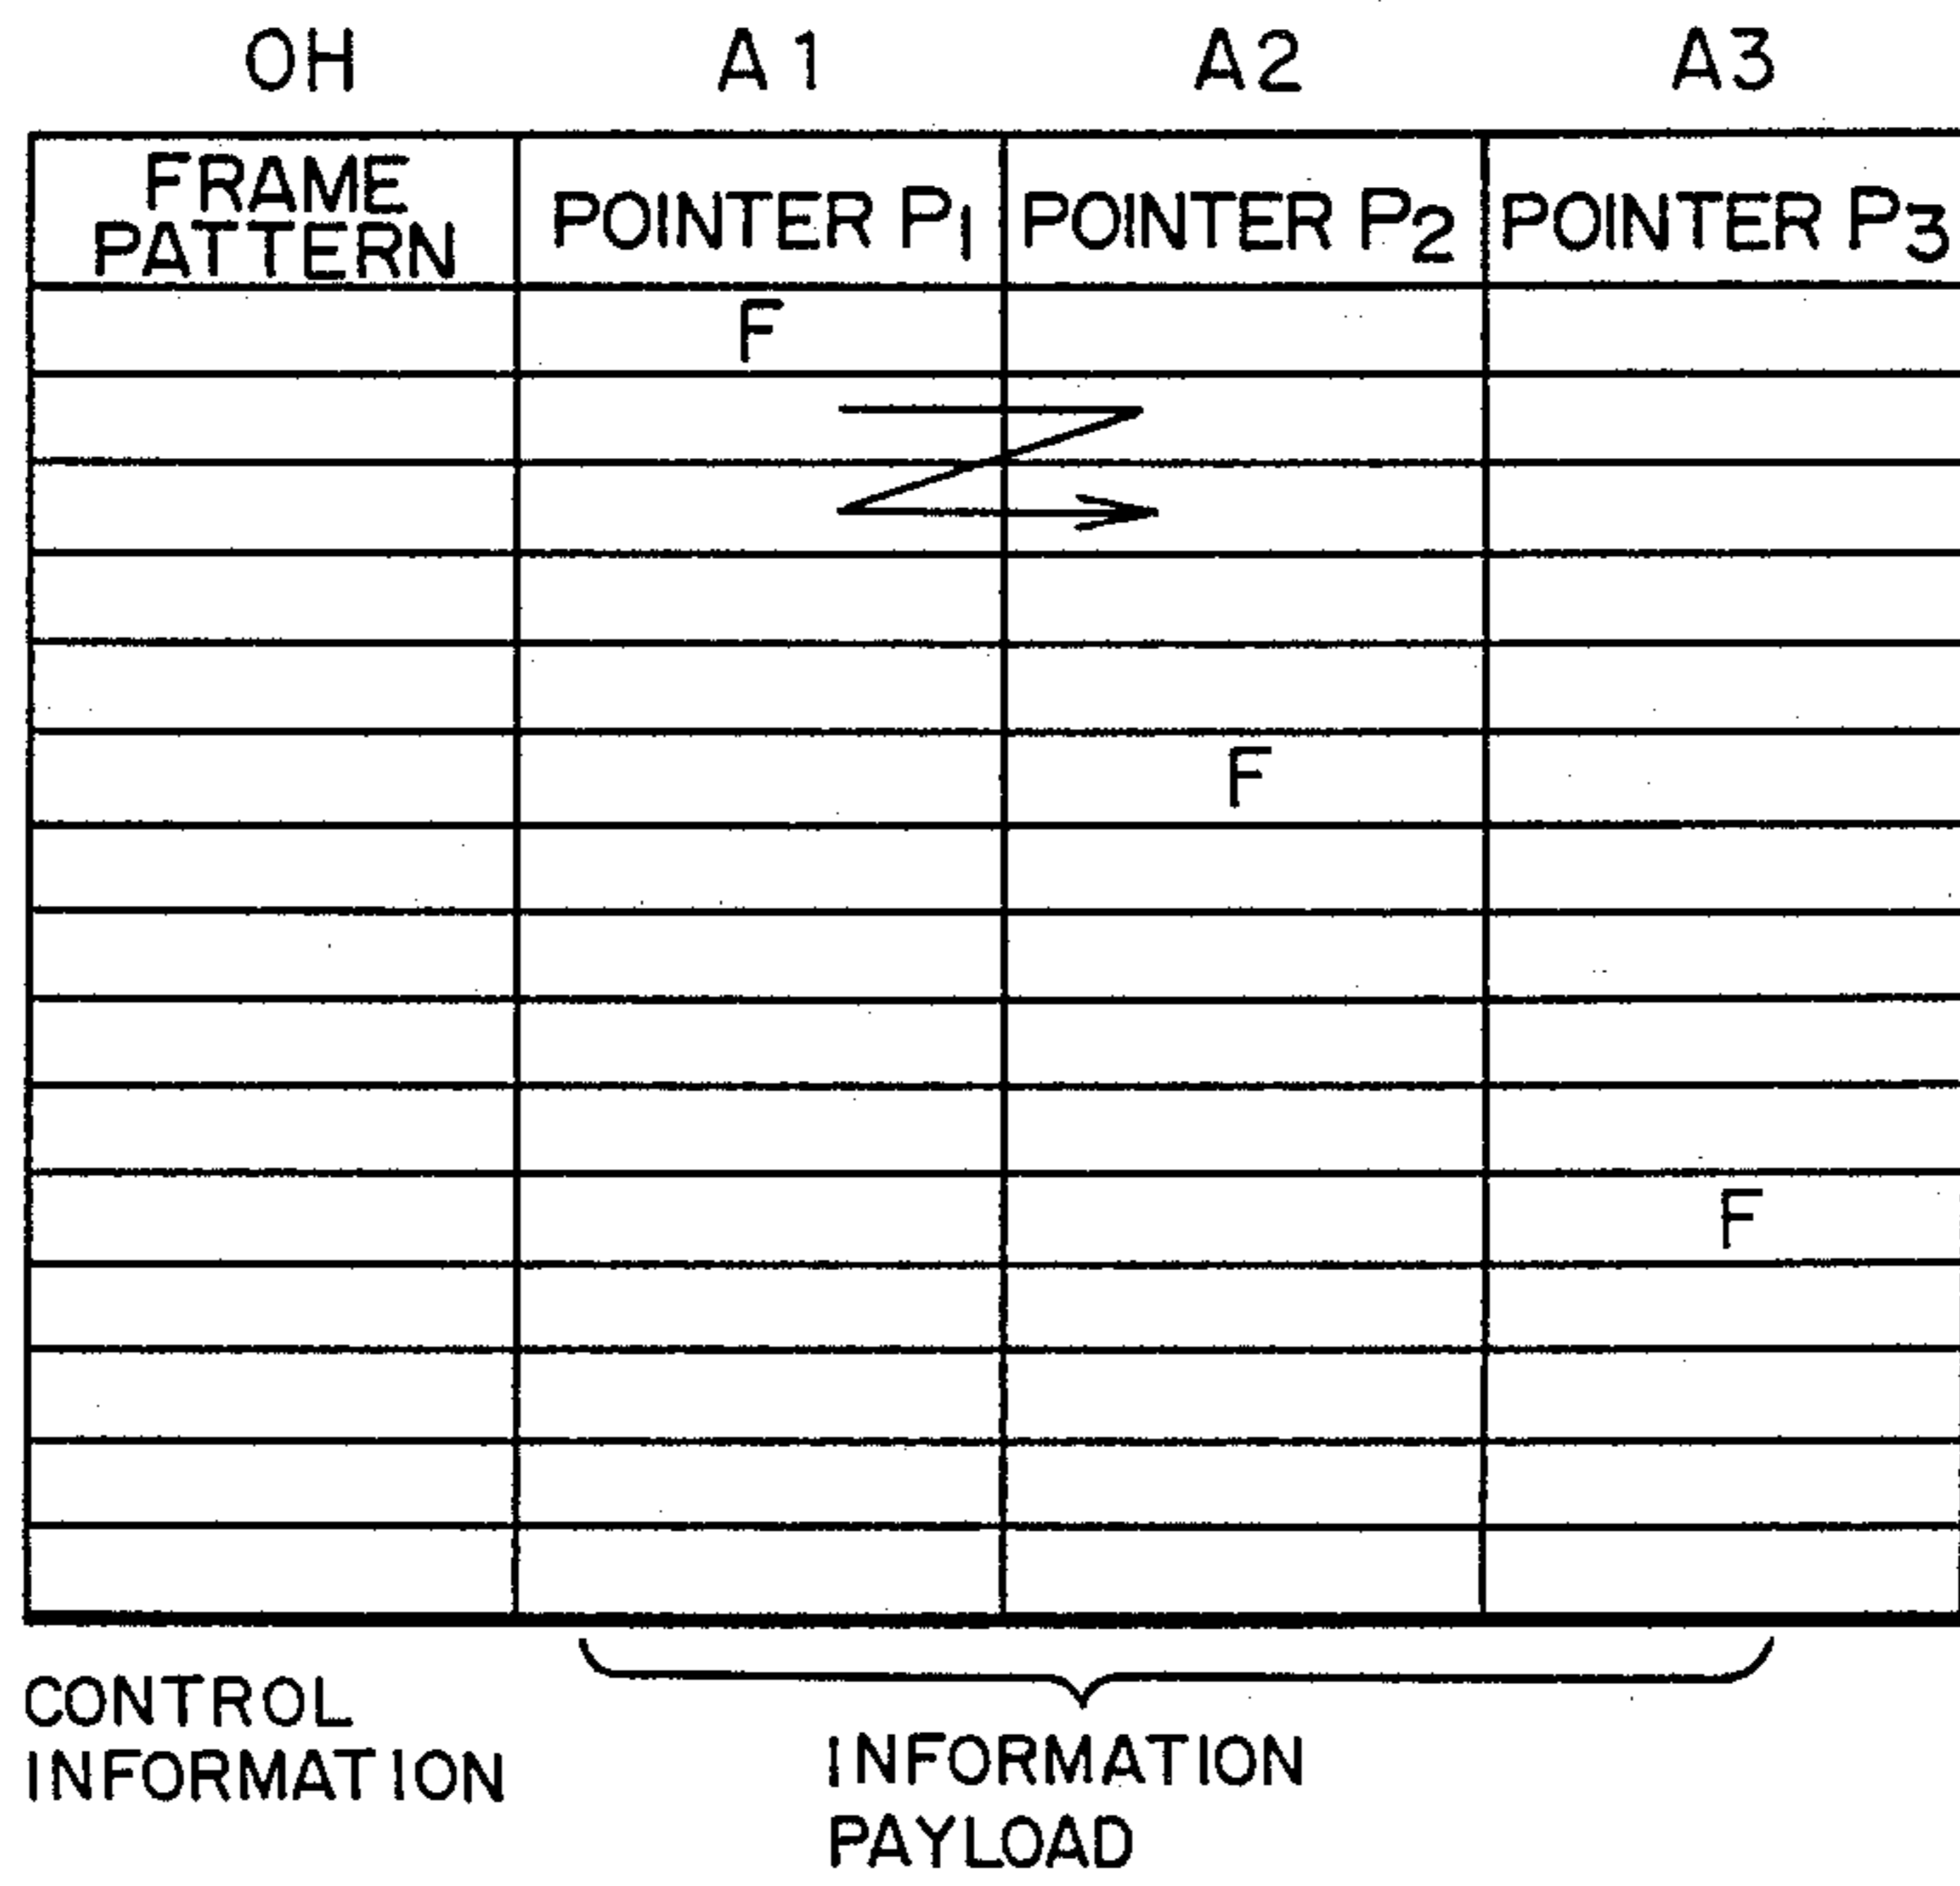 OH A1 A2 A3
FRAME
PATTERN
POINTER P1 POINTER P2 POINTER P3
F
F
F
CONTROL
INFORMATION
INFORMATION
PAYLOAD